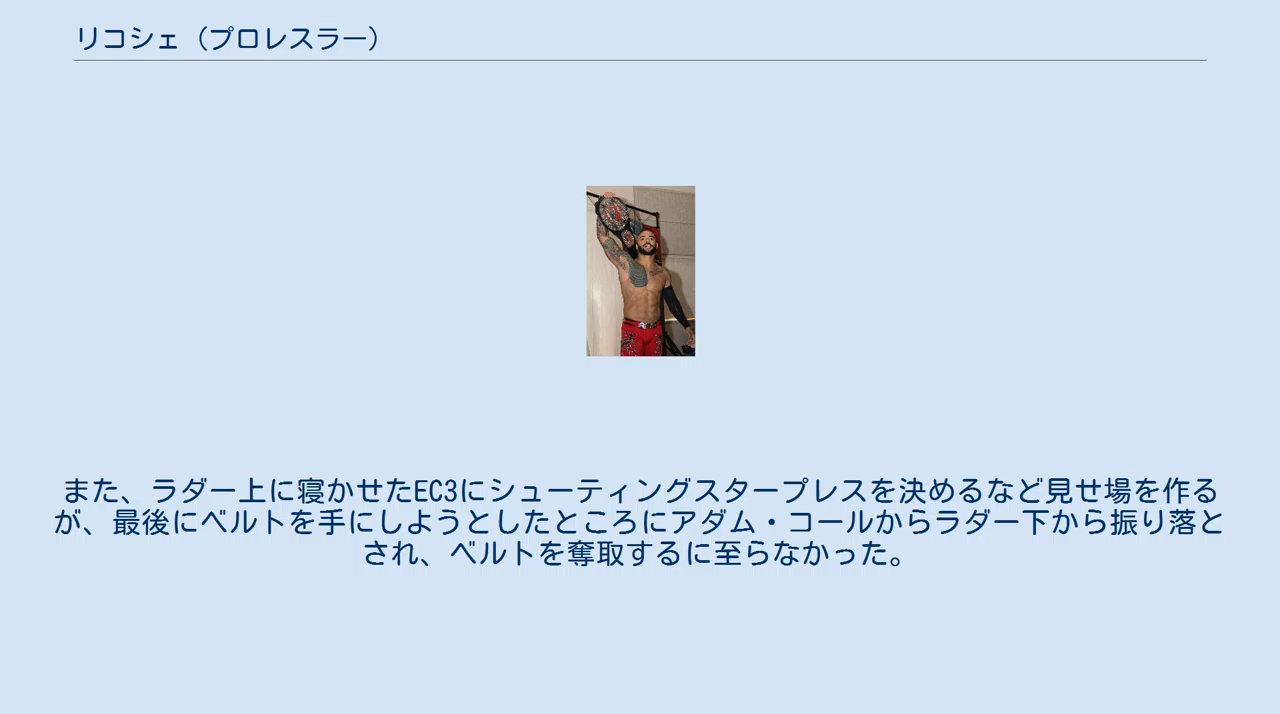 リコシェ（プロレスラー）
また、ラダー上に寝かせたEC3にシューティングスタープレスを決めるなど見せ場を作る
が、最後にベルトを手にしようとしたところにアダム・コールからラダー下から振り落と
され、ベルトを奪取するに至らなかった。